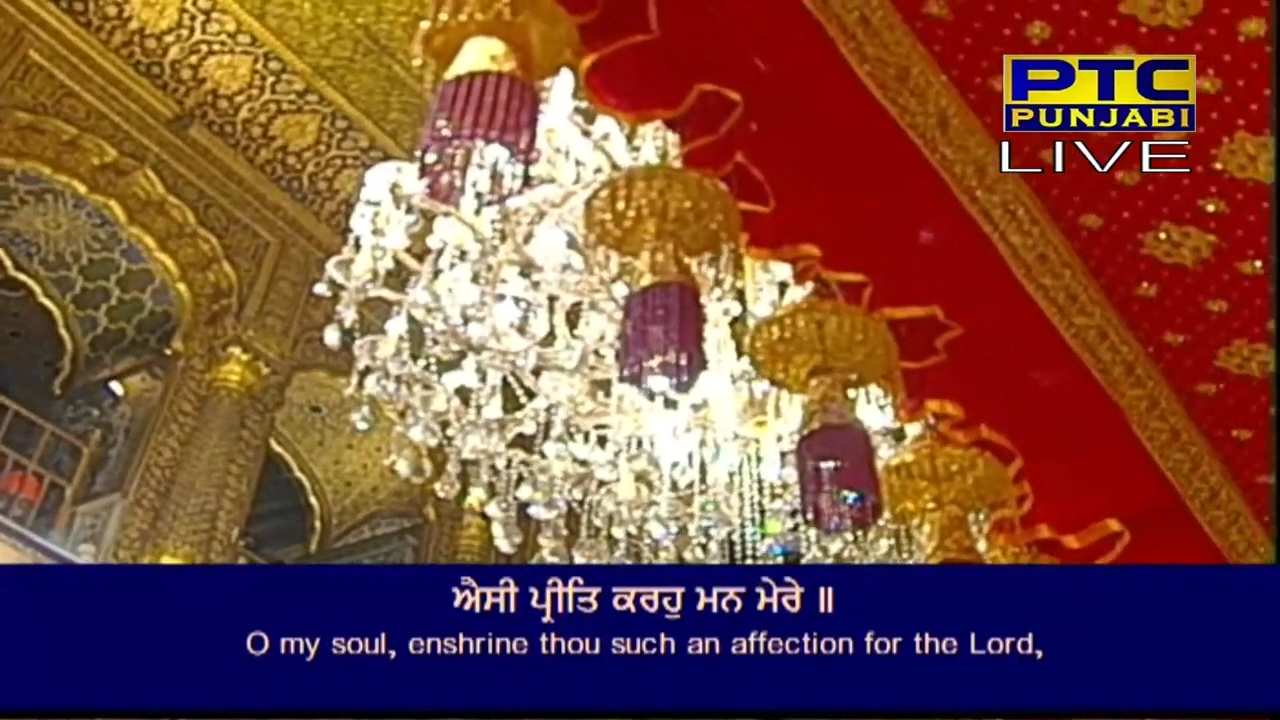 PTC
PUNJABI
LIVE
ਐਸੀ ਪ੍ਰੀਤਿ ਕਰਹੁ ਮਨ ਮੇਰੇ ॥
O my soul, enshrine thou such an affection for the Lord,